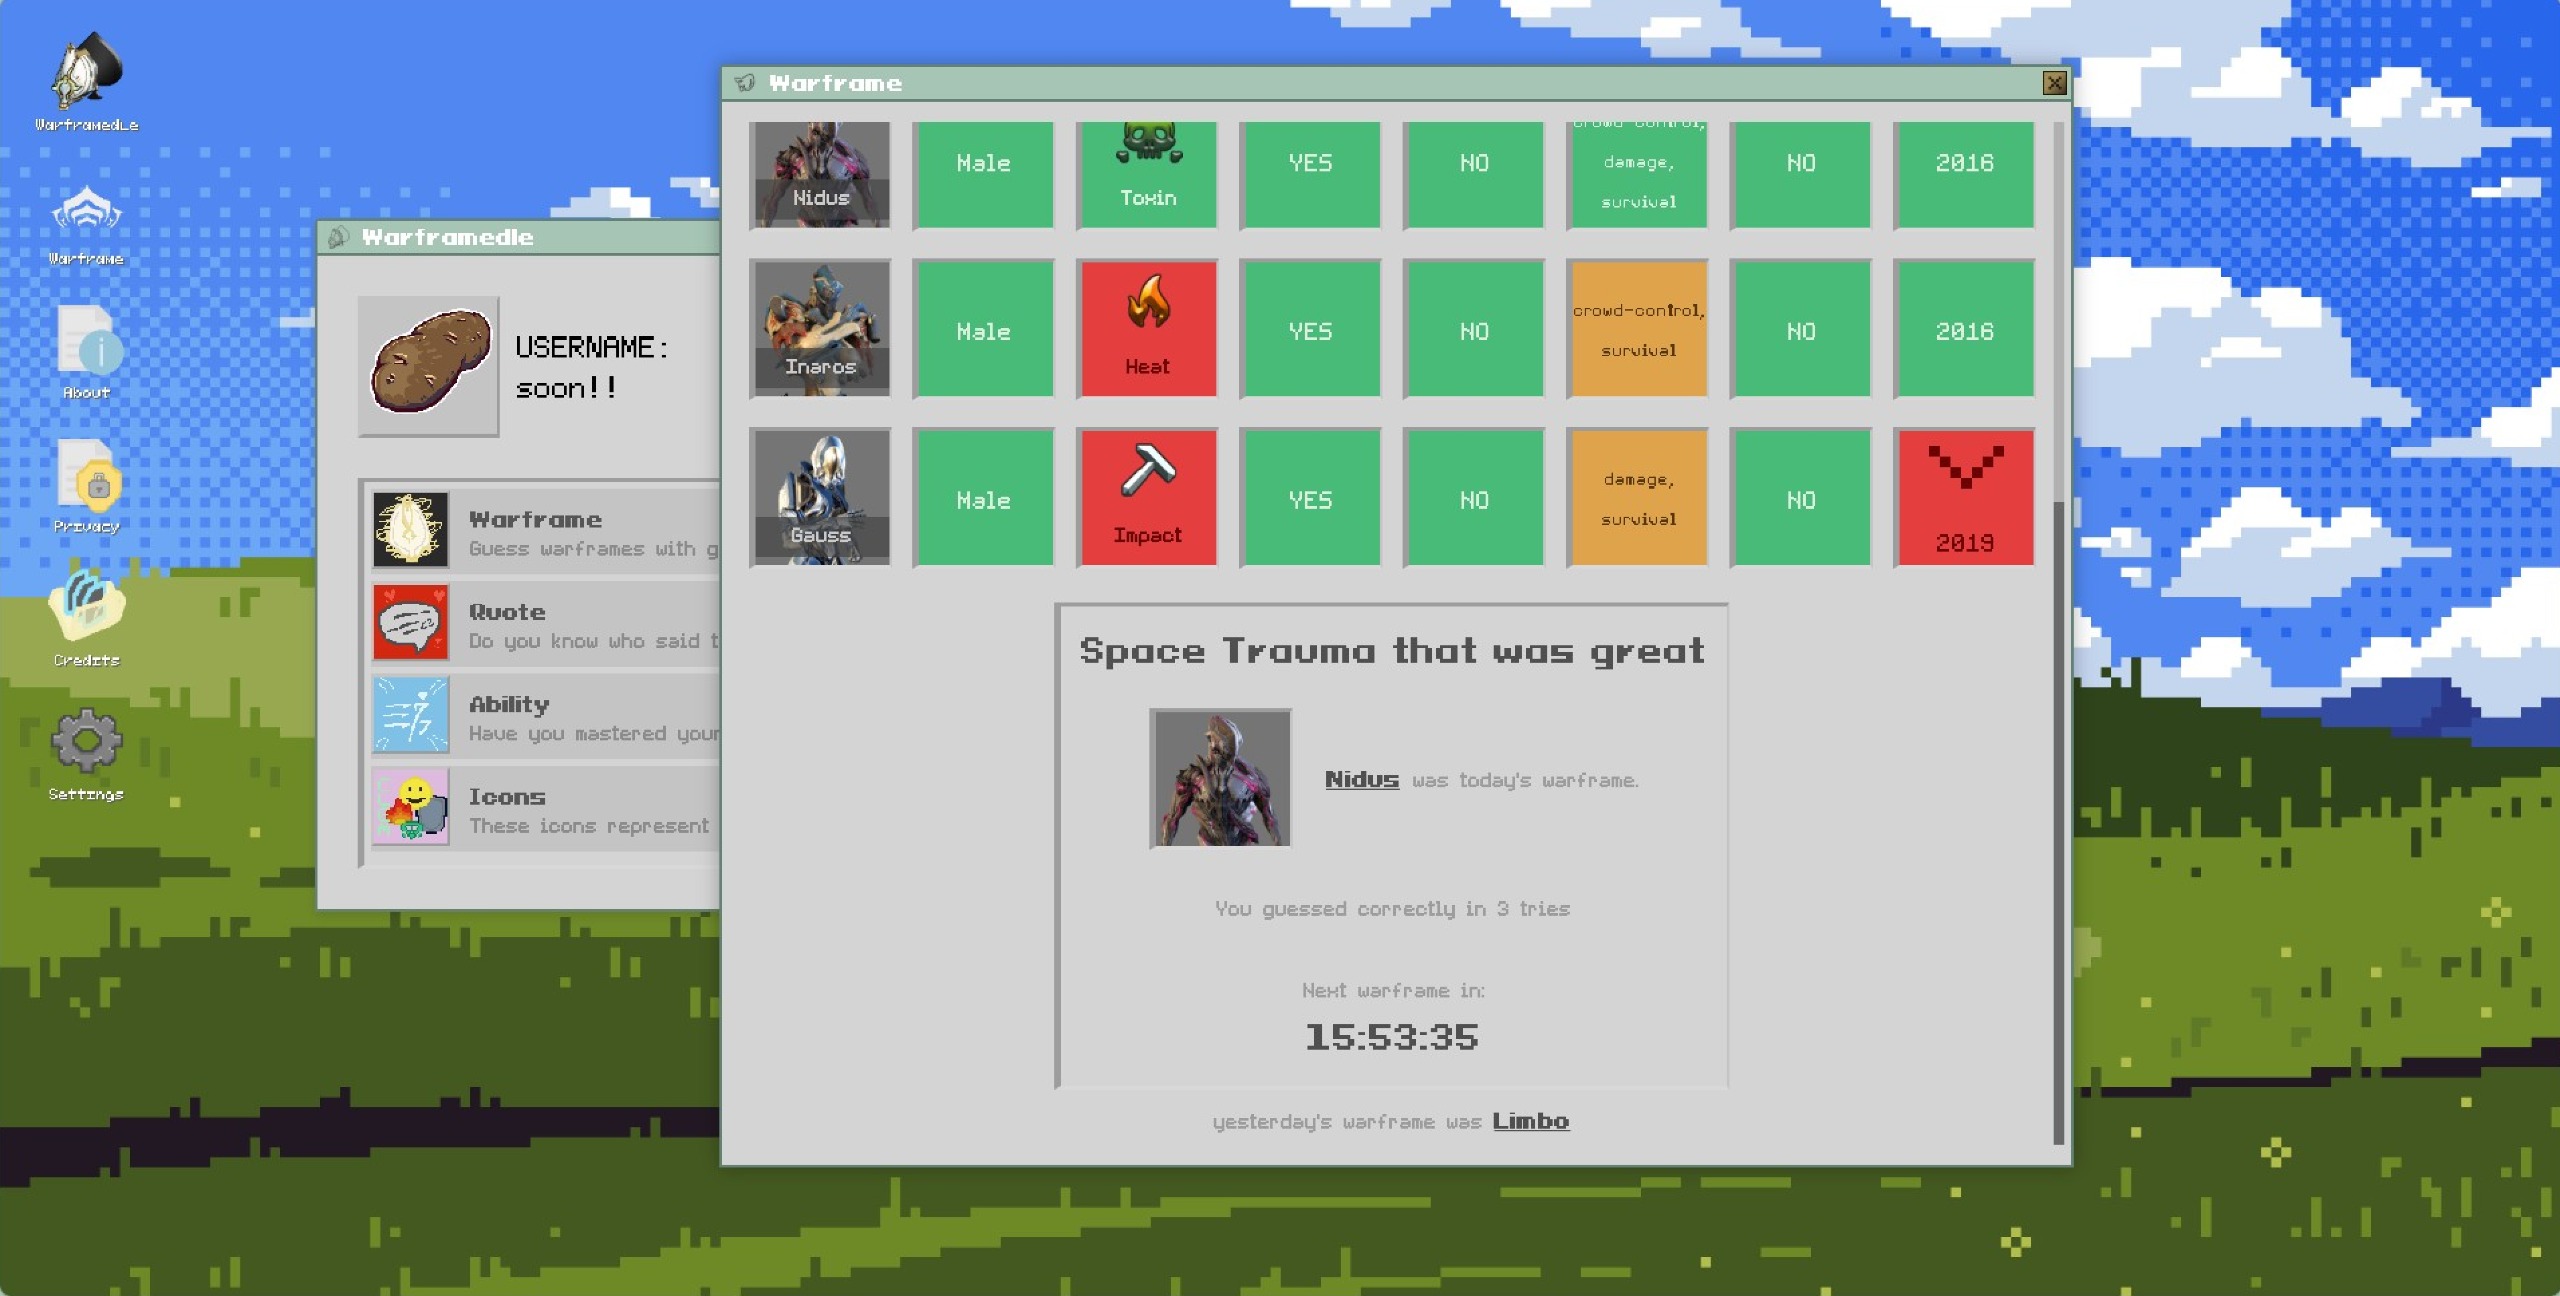 Warframedle
Warframe
About
Privacy
Credits
Settings
Warframedle
USERNAME:
soon!!
Warframe
Guess warframes with g
Quote
Do you know who said t
Ability
Have you mastered your
Icons
These icons represent
Warframe
Nidus
Male
Toxin
YES
NO
crowd-control,
damage,
survival
NO
2016
Inaros
Male
Heat
YES
NO
crowd-control,
survival
NO
2016
Gauss
Male
Impact
YES
NO
damage,
survival
NO
2019
Space Trauma that was great
Nidus was today's warframe.
You guessed correctly in 3 tries
Next warframe in:
15:53:35
yesterday's warframe was Limbo